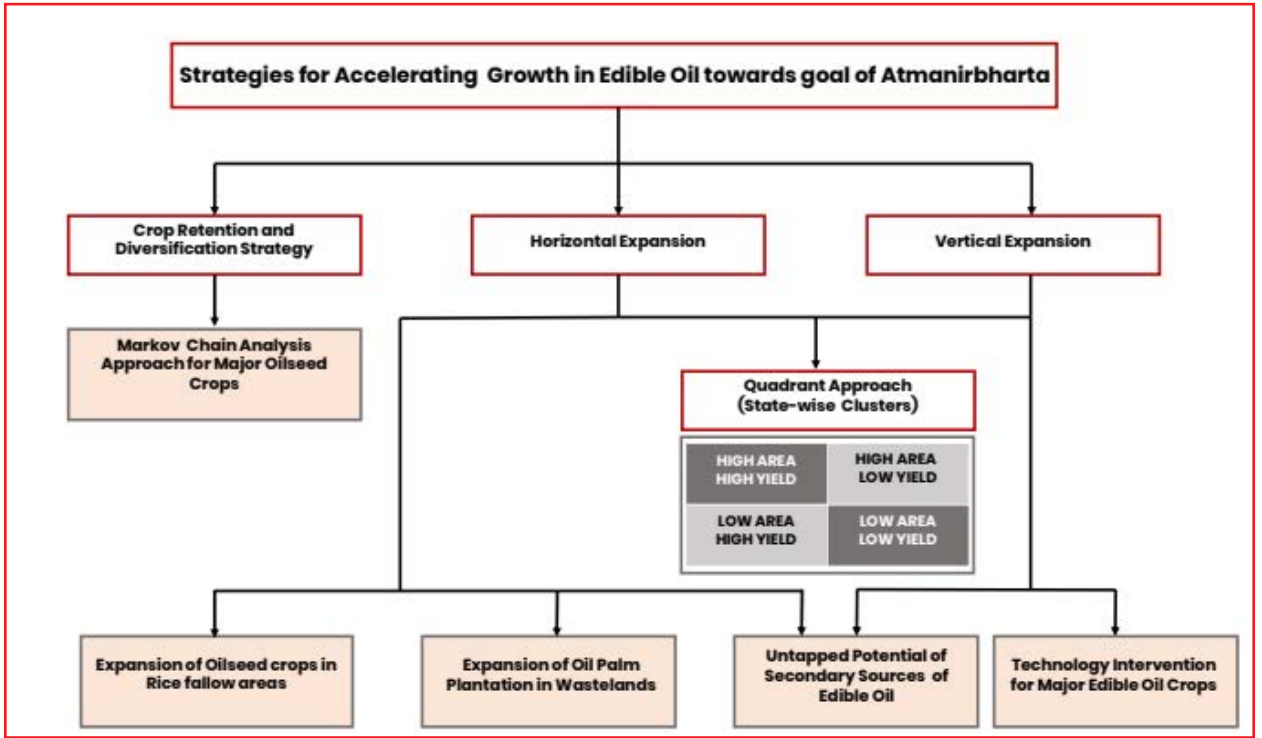 Strategies for Accelerating Growth in Edible Oil towards goal of Atmanirbharta
Crop Retention and
Diversification Strategy
Horizontal Expansion
Vertical Expansion
Markov Chain Analysis
Approach for Major Oilseed
Crops
Quadrant Approach
(State-wise Clusters)
HIGH AREA
HIGH YIELD
HIGH AREA
LOW YIELD
LOW AREA
HIGH YIELD
LOW AREA
LOW YIELD
Expansion of Oilseed crops in
Rice fallow areas
Expansion of Oil Palm
Plantation in Wastelands
Untapped Potential of
Secondary Sources of
Edible Oil
Technology Intervention
for Major Edible Oil Crops